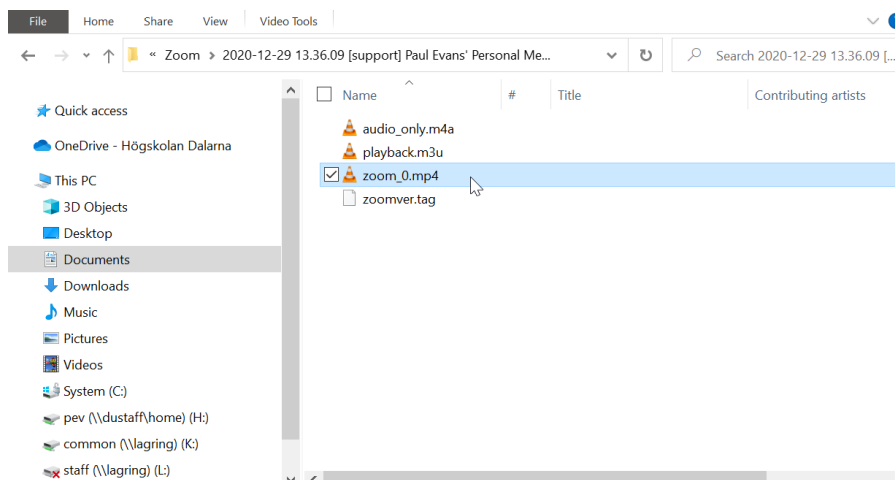 File Home Share View Video Tools
« Zoom › 2020-12-29 13.36.09 [support] Paul Evans' Personal Me...
Search 2020-12-29 13.36.09 [...
Name # Title Contributing artists
Quick access
OneDrive - Högskolan Dalarna
This PC
3D Objects
Desktop
Documents
Downloads
Music
Pictures
Videos
System (C:)
pev (\\dustaff\home) (H:)
common (\\lagring) (K:)
staff (\\lagring) (L:)
audio_only.m4a
playback.m3u
zoom_0.mp4
zoomver.tag